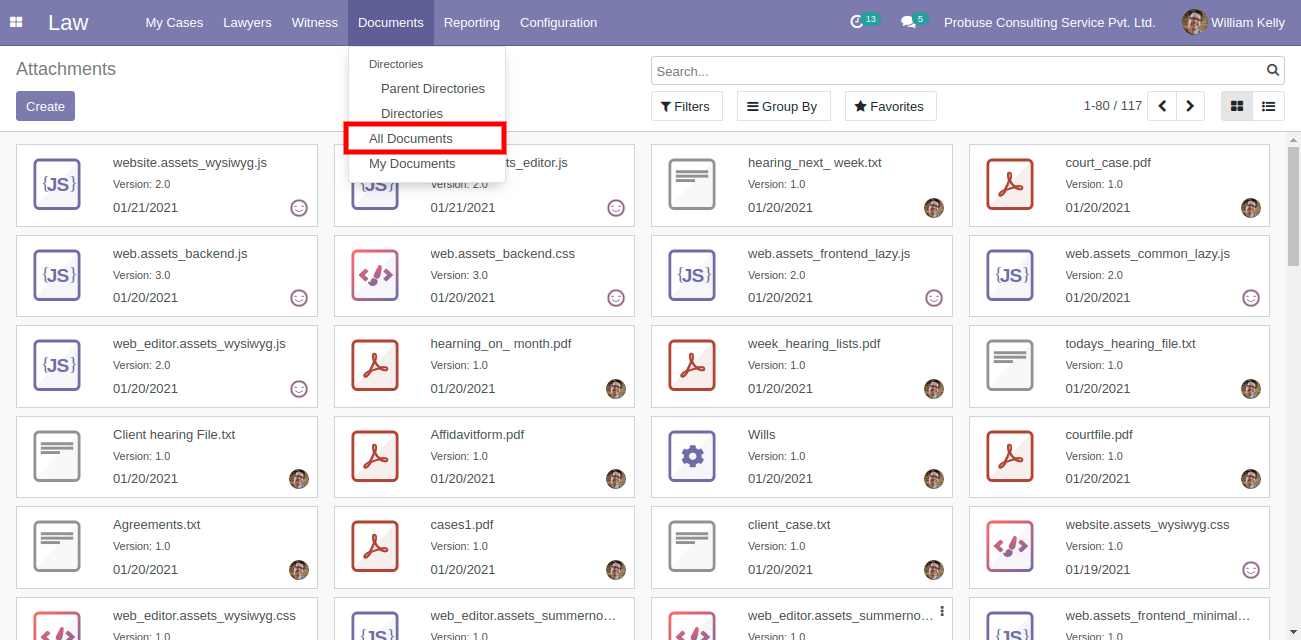 Law
My Cases Lawyers Witness Documents Reporting Configuration
13 5 Probuse Consulting Service Pvt. Ltd. William Kelly
Attachments
Create
Directories
Parent Directories
Directories
All Documents
My Documents
Search...
Filters Group By Favorites 1-80 / 117
website.assets_wysiwyg.js
Version: 2.0
01/21/2021
{JS}
ts_editor.js
Version: 2.0
01/21/2021
hearing_next_week.txt
Version: 1.0
01/20/2021
court_case.pdf
Version: 1.0
01/20/2021
{JS}
web.assets_backend.js
Version: 3.0
01/20/2021
web.assets_backend.css
Version: 3.0
01/20/2021
{JS}
web.assets_frontend_lazy.js
Version: 2.0
01/20/2021
{JS}
web.assets_common_lazy.js
Version: 2.0
01/20/2021
{JS}
web_editor.assets_wysiwyg.js
Version: 2.0
01/20/2021
hearning_on_ month.pdf
Version: 1.0
01/20/2021
week_hearing_lists.pdf
Version: 1.0
01/20/2021
todays_hearing_file.txt
Version: 1.0
01/20/2021
Client hearing File.txt
Version: 1.0
01/20/2021
Affidavitform.pdf
Version: 1.0
01/20/2021
Wills
Version: 1.0
01/20/2021
courtfile.pdf
Version: 1.0
01/20/2021
Agreements.txt
Version: 1.0
01/20/2021
cases1.pdf
Version: 1.0
01/20/2021
client_case.txt
Version: 1.0
01/20/2021
website.assets_wysiwyg.css
Version: 1.0
01/19/2021
web_editor.assets_wysiwyg.css
Version: 1.0
{JS}
web_editor.assets_summerno...
Version: 1.0
web_editor.assets_summerno...
Version: 1.0
{JS}
web.assets_frontend_minimal...
Version: 1.0